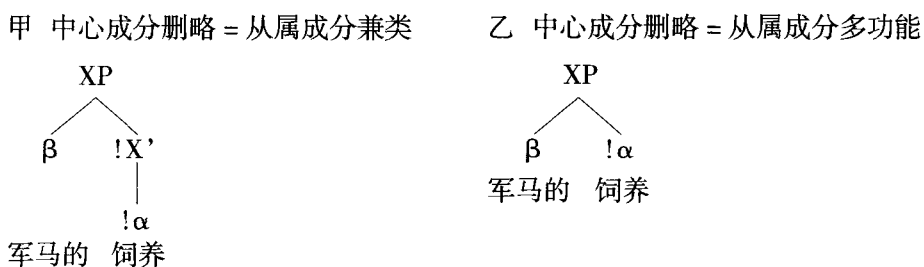 甲 中心成分删略 = 从属成分兼类 乙 中心成分删略 = 从属成分多功能
XP XP
β !X’ β !α
军马的 饲养
!α
军马的 饲养